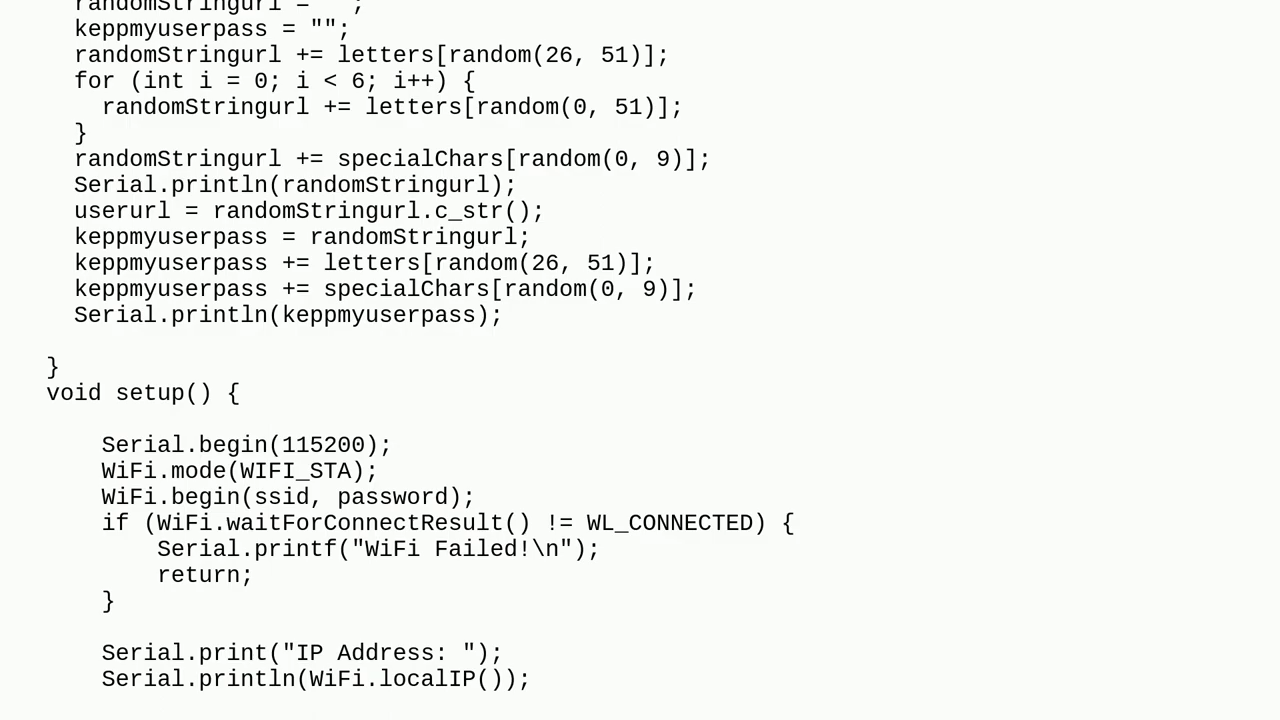 randomStringurl = "";
keppmyuserpass = "";
randomStringurl += letters[random(26, 51)];
for (int i = 0; i < 6; i++) {
randomStringurl += letters[random(0, 51)];
}
randomStringurl += specialChars[random(0, 9)];
Serial.println(randomStringurl);
userurl = randomStringurl.c_str();
keppmyuserpass = randomStringurl;
keppmyuserpass += letters[random(26, 51)];
keppmyuserpass += specialChars[random(0, 9)];
Serial.println(keppmyuserpass);
}
void setup() {
Serial.begin(115200);
WiFi.mode(WIFI_STA);
WiFi.begin(ssid, password);
if (WiFi.waitForConnectResult() != WL_CONNECTED) {
Serial.printf("WiFi Failed!\n");
return;
}
Serial.print("IP Address: ");
Serial.println(WiFi.localIP());